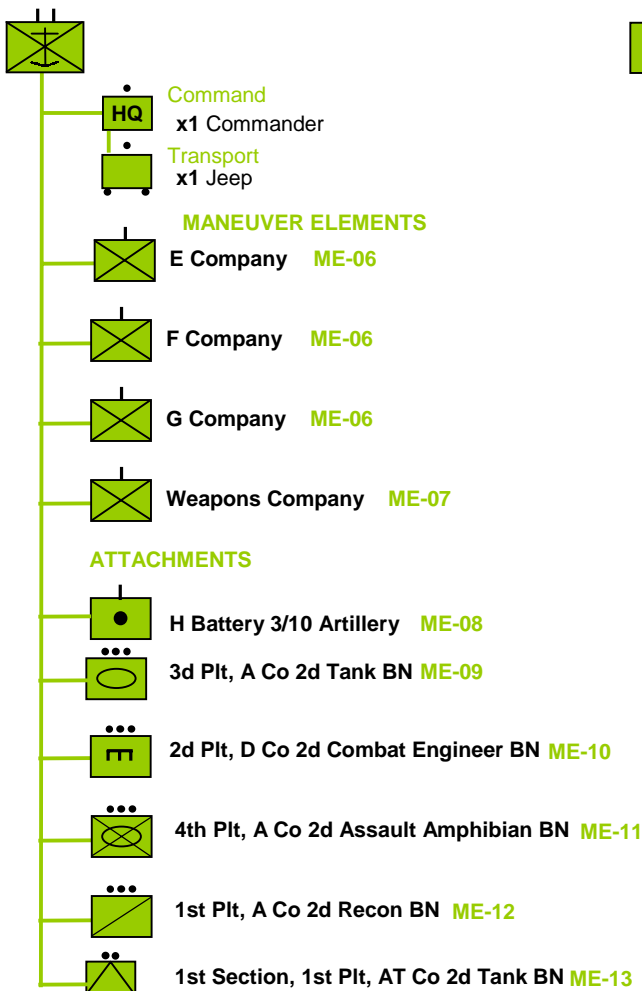 Command
HQ
x1 Commander
Transport
x1 Jeep
MANEUVER ELEMENTS
E Company ME-06
F Company ME-06
G Company ME-06
Weapons Company ME-07
ATTACHMENTS
H Battery 3/10 Artillery ME-08
3d Plt, A Co 2d Tank BN ME-09
2d Plt, D Co 2d Combat Engineer BN ME-10
4th Plt, A Co 2d Assault Amphibian BN ME-11
1st Plt, A Co 2d Recon BN ME-12
1st Section, 1st Plt, AT Co 2d Tank BN ME-13